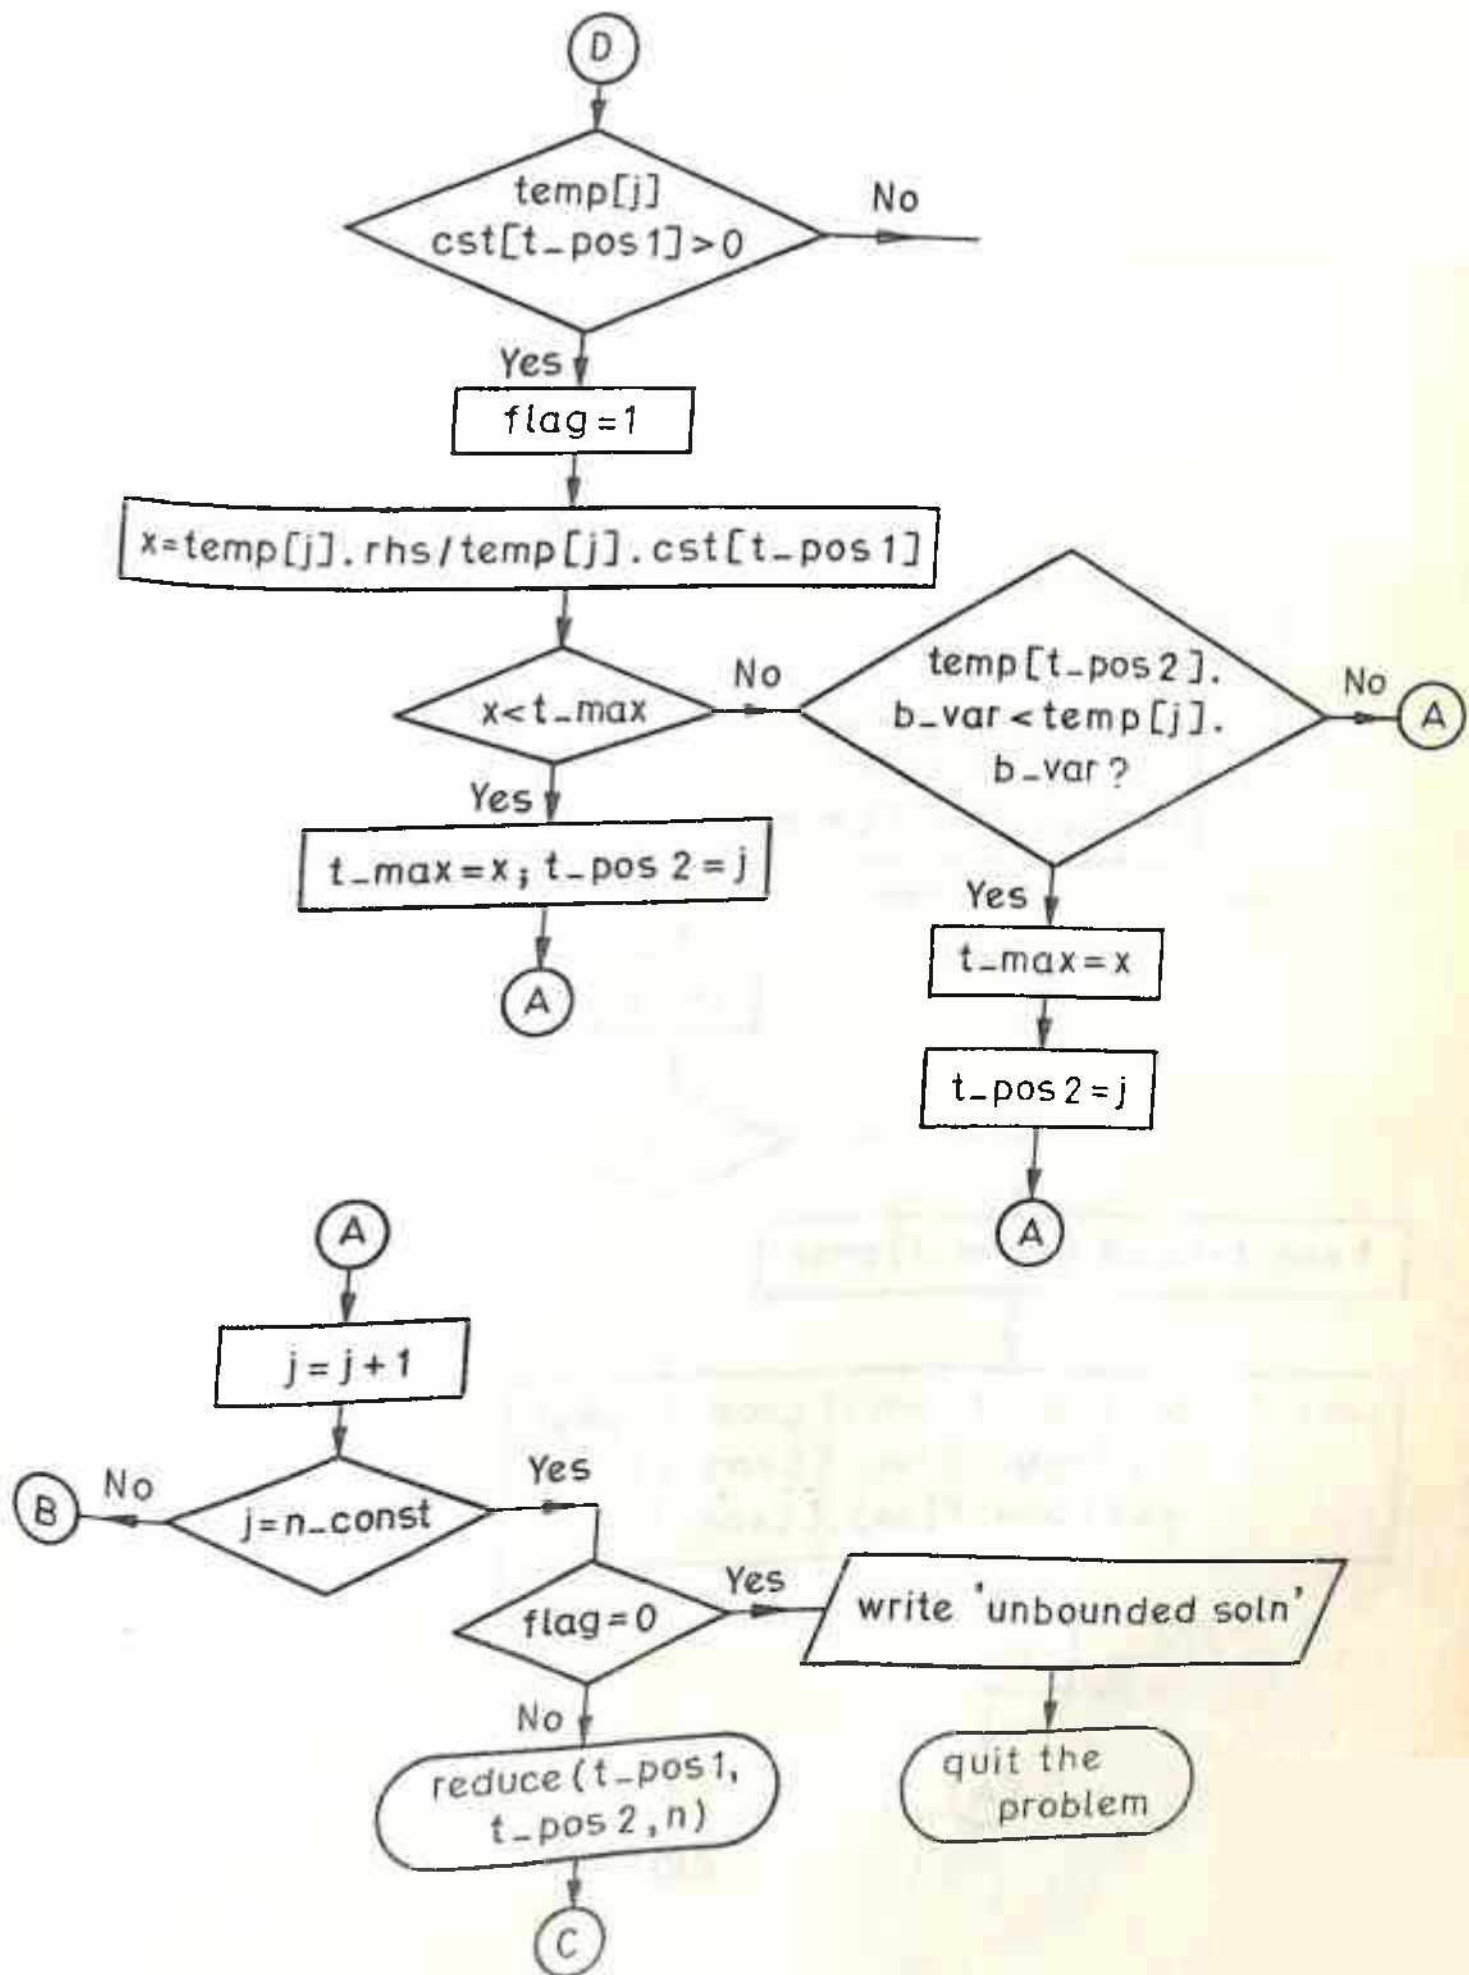 D
temp[j]
cst[t_pos1]>0
No
Yes
flag=1
x=temp[j].rhs/temp[j].cst[t_pos1]
x<t_max
No
temp[t_pos2].
b_var<temp[j].
b_var?
No
A
Yes
t_max=x; t_pos2=j
A
Yes
t_max=x
t_pos2=j
A
A
j=j+1
j=n_const
No
B
Yes
flag=0
Yes
write 'unbounded soln'
quit the
problem
No
reduce(t_pos1,
t_pos2,n)
C